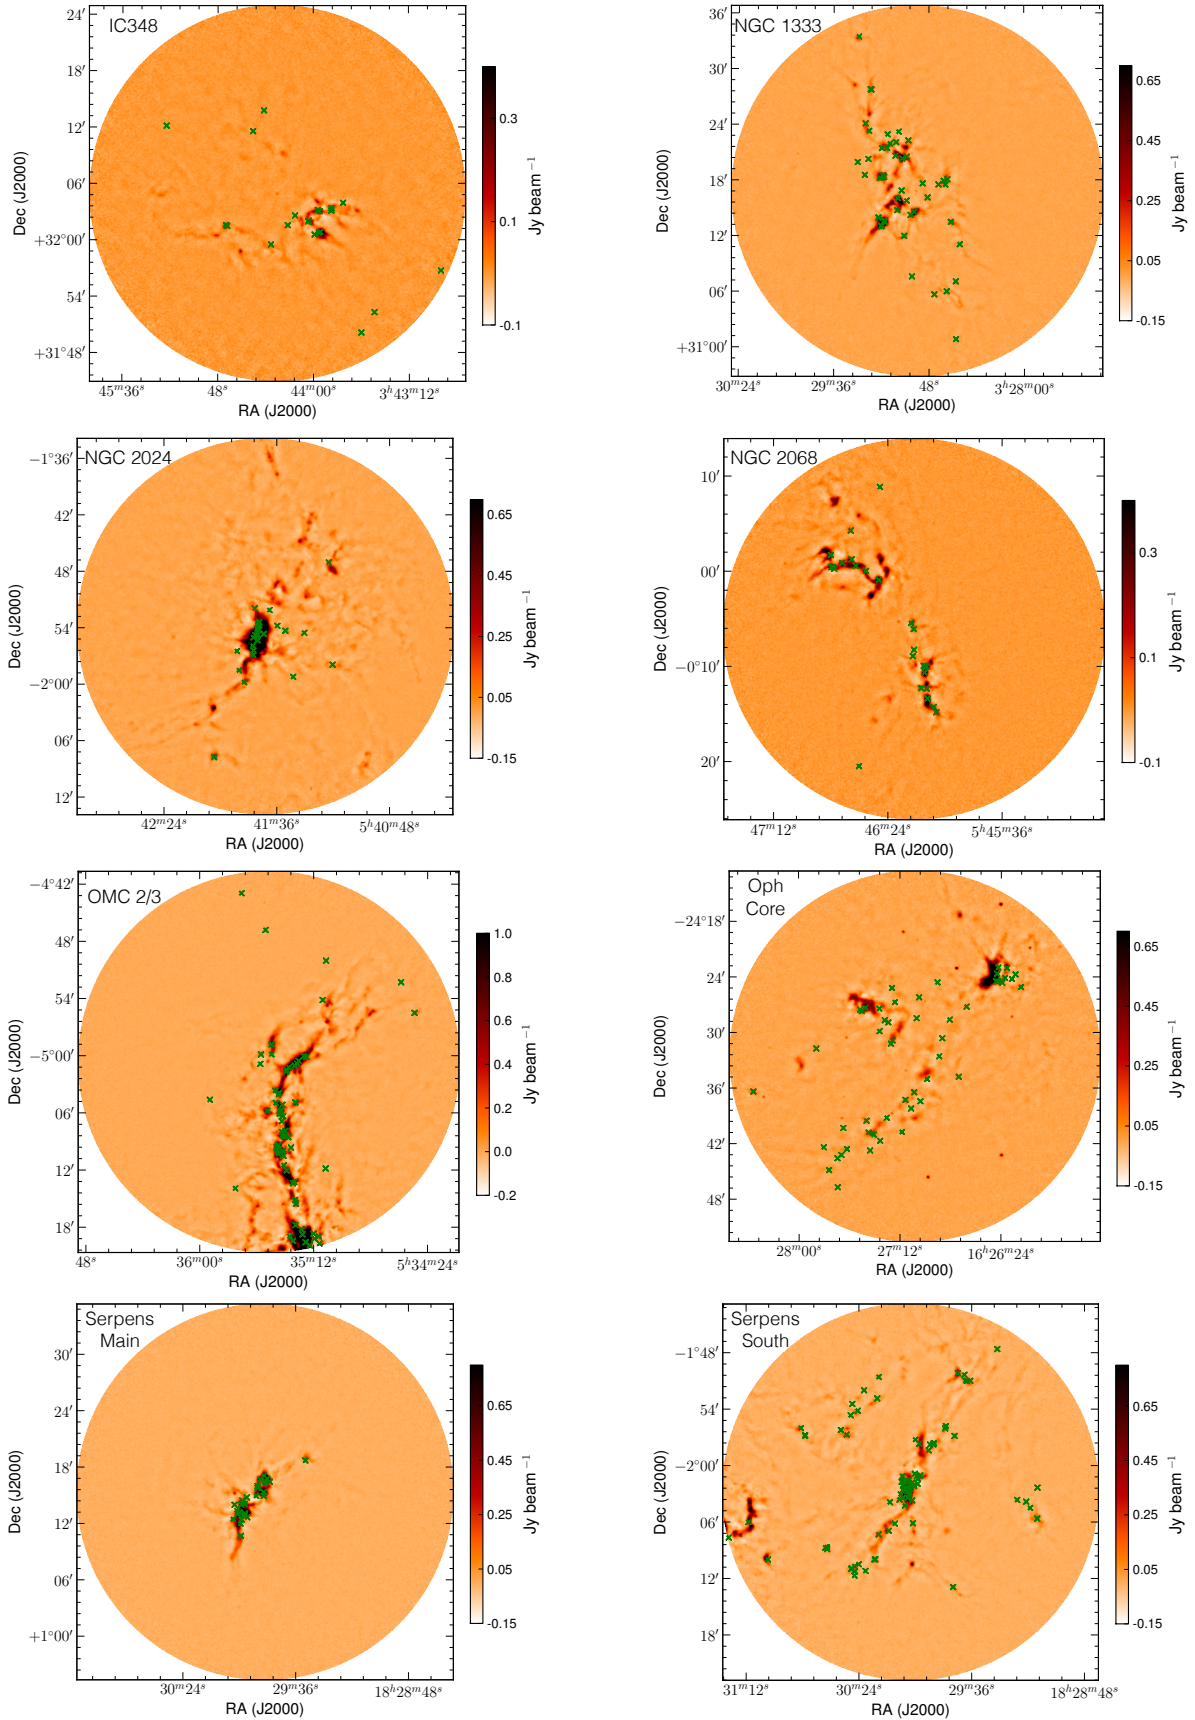 IC348
24′
18′
12′
06′
+32°00′
54′
+31°48′
Dec (J2000)
45ᵐ36ˢ
48ˢ
44ᵐ00ˢ
3ʰ43ᵐ12ˢ
RA (J2000)
0.3
0.1
-0.1
Jy beam⁻¹
NGC 1333
36′
30′
24′
18′
12′
06′
+31°00′
Dec (J2000)
30ᵐ24ˢ
29ᵐ36ˢ
48ˢ
3ʰ28ᵐ00ˢ
RA (J2000)
0.65
0.45
0.25
0.05
-0.15
Jy beam⁻¹
NGC 2024
−1°36′
42′
48′
54′
−2°00′
06′
12′
Dec (J2000)
42ᵐ24ˢ
41ᵐ36ˢ
5ʰ40ᵐ48ˢ
RA (J2000)
0.65
0.45
0.25
0.05
-0.15
Jy beam⁻¹
NGC 2068
10′
00′
−0°10′
20′
Dec (J2000)
47ᵐ12ˢ
46ᵐ24ˢ
5ʰ45ᵐ36ˢ
RA (J2000)
0.3
0.1
-0.1
Jy beam⁻¹
OMC 2/3
−4°42′
48′
54′
−5°00′
06′
12′
18′
Dec (J2000)
48ˢ
36ᵐ00ˢ
35ᵐ12ˢ
5ʰ34ᵐ24ˢ
RA (J2000)
1.0
0.8
0.6
0.4
0.2
0.0
-0.2
Jy beam⁻¹
Oph
Core
−24°18′
24′
30′
36′
42′
48′
Dec (J2000)
28ᵐ00ˢ
27ᵐ12ˢ
16ʰ26ᵐ24ˢ
RA (J2000)
0.65
0.45
0.25
0.05
-0.15
Jy beam⁻¹
Serpens
Main
30′
24′
18′
12′
06′
+1°00′
Dec (J2000)
30ᵐ24ˢ
29ᵐ36ˢ
18ʰ28ᵐ48ˢ
RA (J2000)
0.65
0.45
0.25
0.05
-0.15
Jy beam⁻¹
Serpens
South
−1°48′
54′
−2°00′
06′
12′
18′
Dec (J2000)
31ᵐ12ˢ
30ᵐ24ˢ
29ᵐ36ˢ
18ʰ28ᵐ48ˢ
RA (J2000)
0.65
0.45
0.25
0.05
-0.15
Jy beam⁻¹